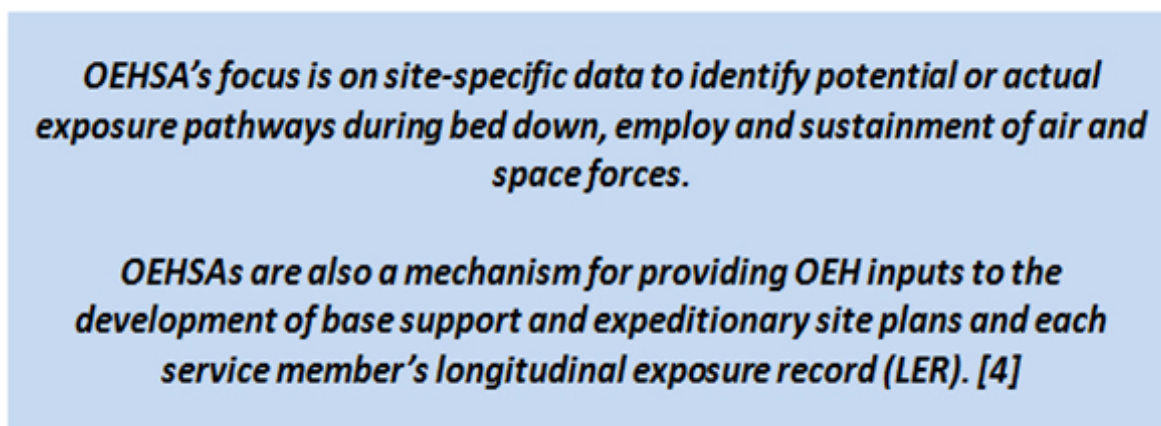 OEHSA’s focus is on site-specific data to identify potential or actual
exposure pathways during bed down, employ and sustainment of air and
space forces.
OEHSAs are also a mechanism for providing OEH inputs to the
development of base support and expeditionary site plans and each
service member’s longitudinal exposure record (LER). [4]